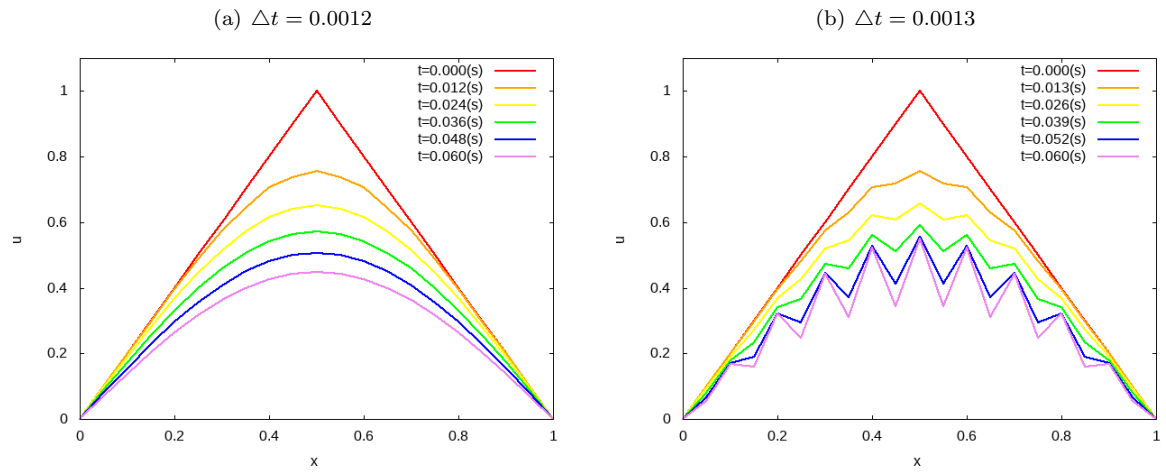 (a) △t = 0.0012
1
0.8
0.6
0.4
0.2
0
u
t=0.000(s)
t=0.012(s)
t=0.024(s)
t=0.036(s)
t=0.048(s)
t=0.060(s)
0 0.2 0.4 0.6 0.8 1
x
(b) △t = 0.0013
1
0.8
0.6
0.4
0.2
0
u
t=0.000(s)
t=0.013(s)
t=0.026(s)
t=0.039(s)
t=0.052(s)
t=0.060(s)
0 0.2 0.4 0.6 0.8 1
x